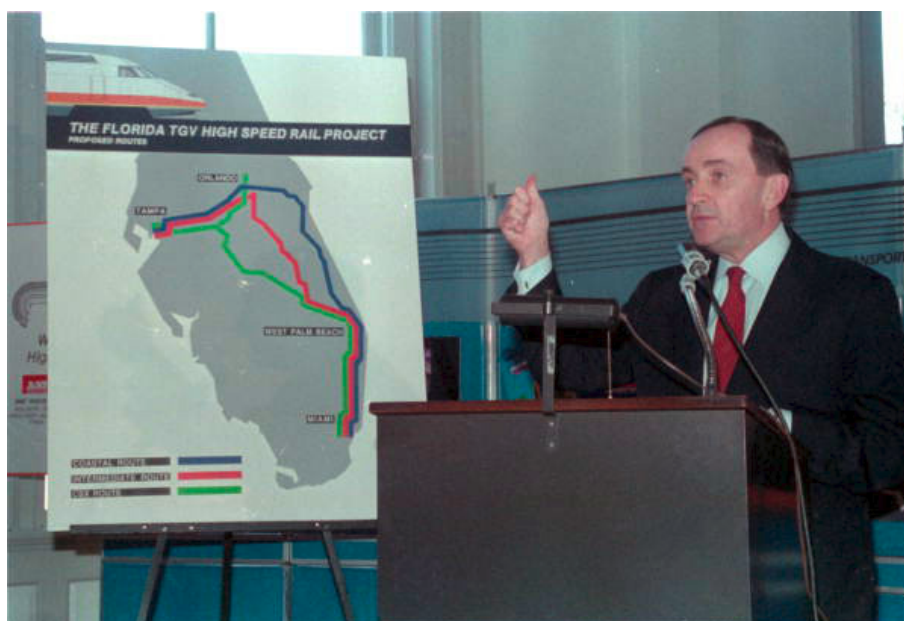 THE FLORIDA TGV HIGH SPEED RAIL PROJECT
PROPOSED ROUTES
ORLANDO
TAMPA
WEST PALM BEACH
MIAMI
COASTAL ROUTE
INTERMEDIATE ROUTE
CSX ROUTE